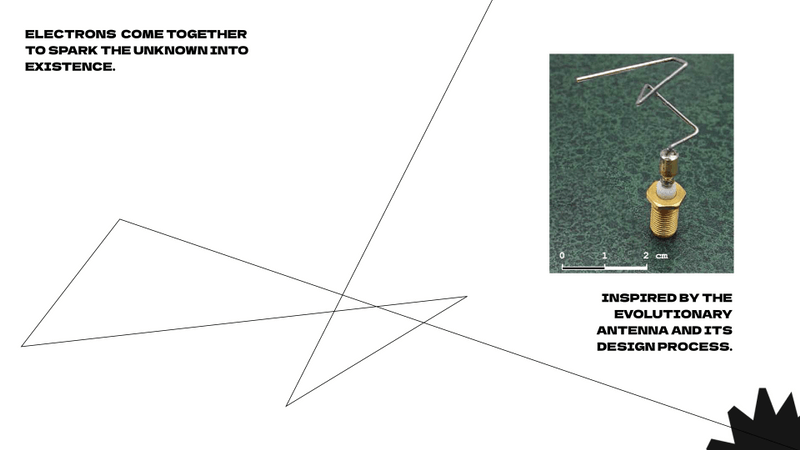 ELECTRONS COME TOGETHER
TO SPARK THE UNKNOWN INTO
EXISTENCE.
0 1 2 cm
INSPIRED BY THE
EVOLUTIONARY
ANTENNA AND ITS
DESIGN PROCESS.